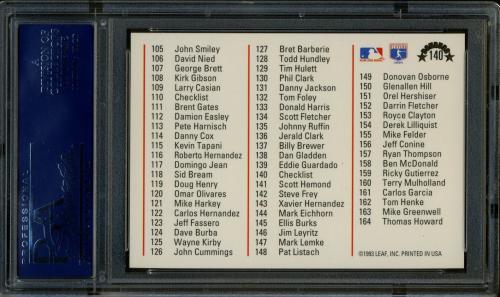 105 John Smiley
106 David Nied
107 George Brett
108 Kirk Gibson
109 Larry Casian
110 Checklist
111 Brent Gates
112 Damion Easley
113 Pete Harnisch
114 Danny Cox
115 Kevin Tapani
116 Roberto Hernandez
117 Domingo Jean
118 Sid Bream
119 Doug Henry
120 Omar Olivares
121 Mike Harkey
122 Carlos Hernandez
123 Jeff Fassero
124 Dave Burba
125 Wayne Kirby
126 John Cummings
127 Bret Barberie
128 Todd Hundley
129 Tim Hulett
130 Phil Clark
131 Danny Jackson
132 Tom Foley
133 Donald Harris
134 Scott Fletcher
135 Johnny Ruffin
136 Jerald Clark
137 Billy Brewer
138 Dan Gladden
139 Eddie Guardado
140 Checklist
141 Scott Hemond
142 Steve Frey
143 Xavier Hernandez
144 Mark Eichhorn
145 Ellis Burks
146 Jim Leyritz
147 Mark Lemke
148 Pat Listach
140
149 Donovan Osborne
150 Glenallen Hill
151 Orel Hershiser
152 Darrin Fletcher
153 Royce Clayton
154 Derek Lilliquist
155 Mike Felder
156 Jeff Conine
157 Ryan Thompson
158 Ben McDonald
159 Ricky Gutierrez
160 Terry Mulholland
161 Carlos Garcia
162 Tom Henke
163 Mike Greenwell
164 Thomas Howard
©1993 LEAF, INC. PRINTED IN USA
PROFESSIONAL
PSA
A DIVISION OF